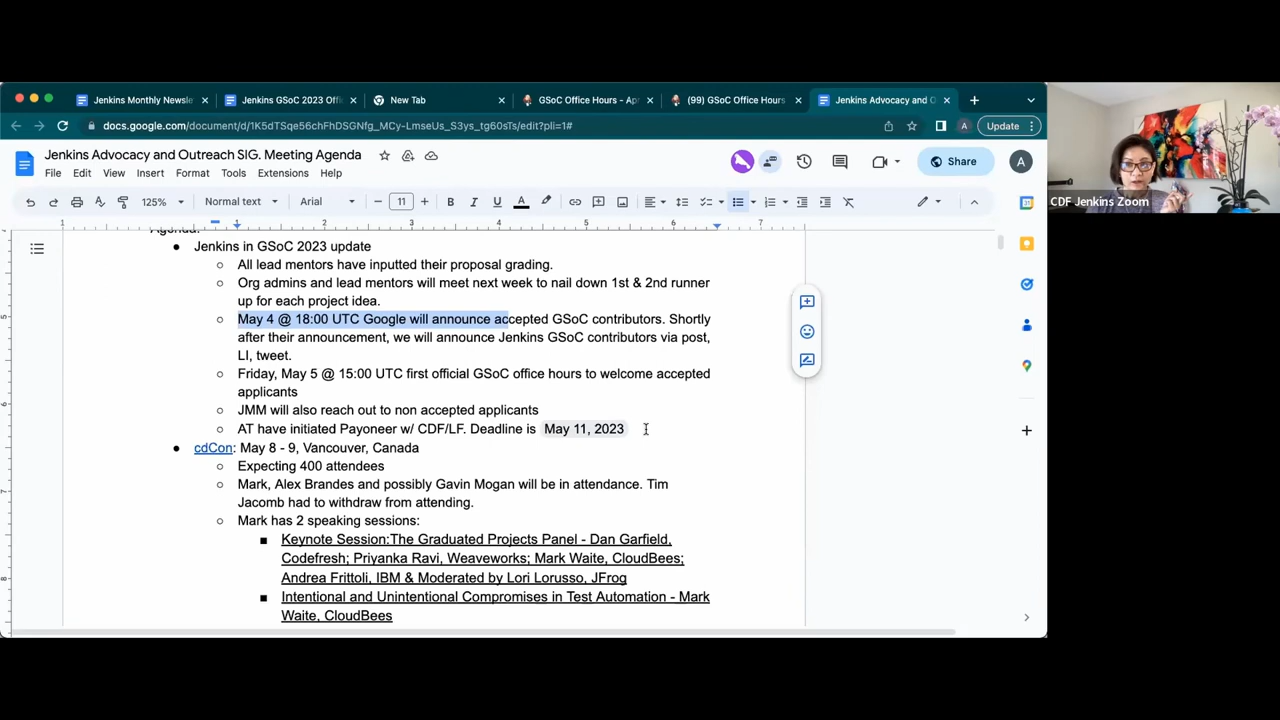 Jenkins Monthly Newsle
Jenkins GSoC 2023 Offi
New Tab
GSoC Office Hours - Apr
(99) GSoC Office Hours
Jenkins Advocacy and O
docs.google.com/document/d/1K5dTSqe56chFhDSGNfg_MCy-LmseUs_S3ys_tg60sTs/edit?pli=1#
A
Update
Jenkins Advocacy and Outreach SIG. Meeting Agenda
Share
A
File Edit View Insert Format Tools Extensions Help
125% Normal text Arial 11 B I U A
1 1 2 3 4 5 6 7
Agenda:
Jenkins in GSoC 2023 update
All lead mentors have inputted their proposal grading.
Org admins and lead mentors will meet next week to nail down 1st & 2nd runner
up for each project idea.
May 4 @ 18:00 UTC Google will announce accepted GSoC contributors. Shortly
after their announcement, we will announce Jenkins GSoC contributors via post,
LI, tweet.
Friday, May 5 @ 15:00 UTC first official GSoC office hours to welcome accepted
applicants
JMM will also reach out to non accepted applicants
AT have initiated Payoneer w/ CDF/LF. Deadline is May 11, 2023
cdCon: May 8 - 9, Vancouver, Canada
Expecting 400 attendees
Mark, Alex Brandes and possibly Gavin Mogan will be in attendance. Tim
Jacomb had to withdraw from attending.
Mark has 2 speaking sessions:
Keynote Session:The Graduated Projects Panel - Dan Garfield,
Codefresh; Priyanka Ravi, Weaveworks; Mark Waite, CloudBees;
Andrea Frittoli, IBM & Moderated by Lori Lorusso, JFrog
Intentional and Unintentional Compromises in Test Automation - Mark
Waite, CloudBees
CDF Jenkins Zoom